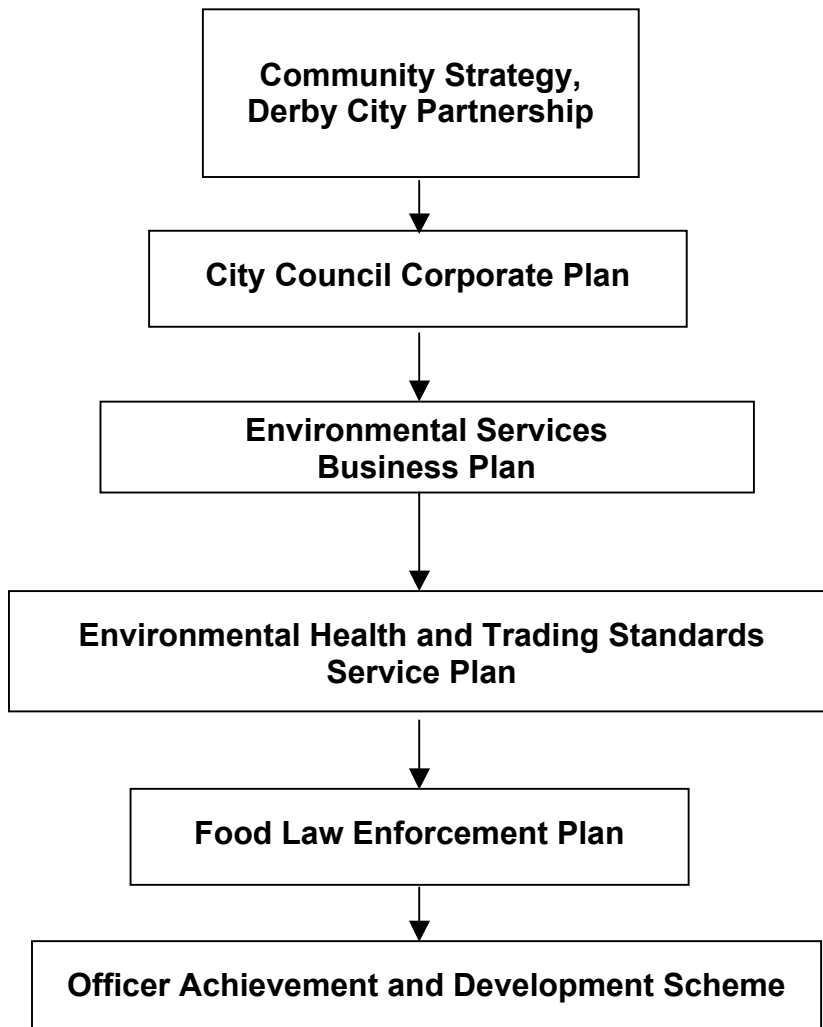 Community Strategy,
Derby City Partnership
City Council Corporate Plan
Environmental Services
Business Plan
Environmental Health and Trading Standards
Service Plan
Food Law Enforcement Plan
Officer Achievement and Development Scheme